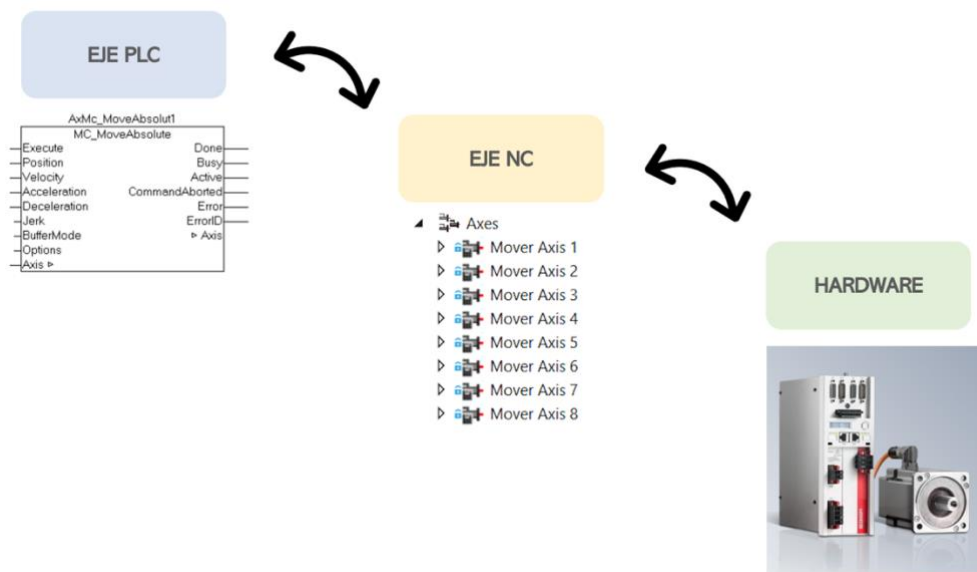 EJE PLC
AxMc_MoveAbsolut1
MC_MoveAbsolute
Execute Done
Position Busy
Velocity Active
Acceleration CommandAborted
Deceleration Error
Jerk ErrorID
BufferMode Axis
Options
Axis
EJE NC
Axes
Mover Axis 1
Mover Axis 2
Mover Axis 3
Mover Axis 4
Mover Axis 5
Mover Axis 6
Mover Axis 7
Mover Axis 8
HARDWARE